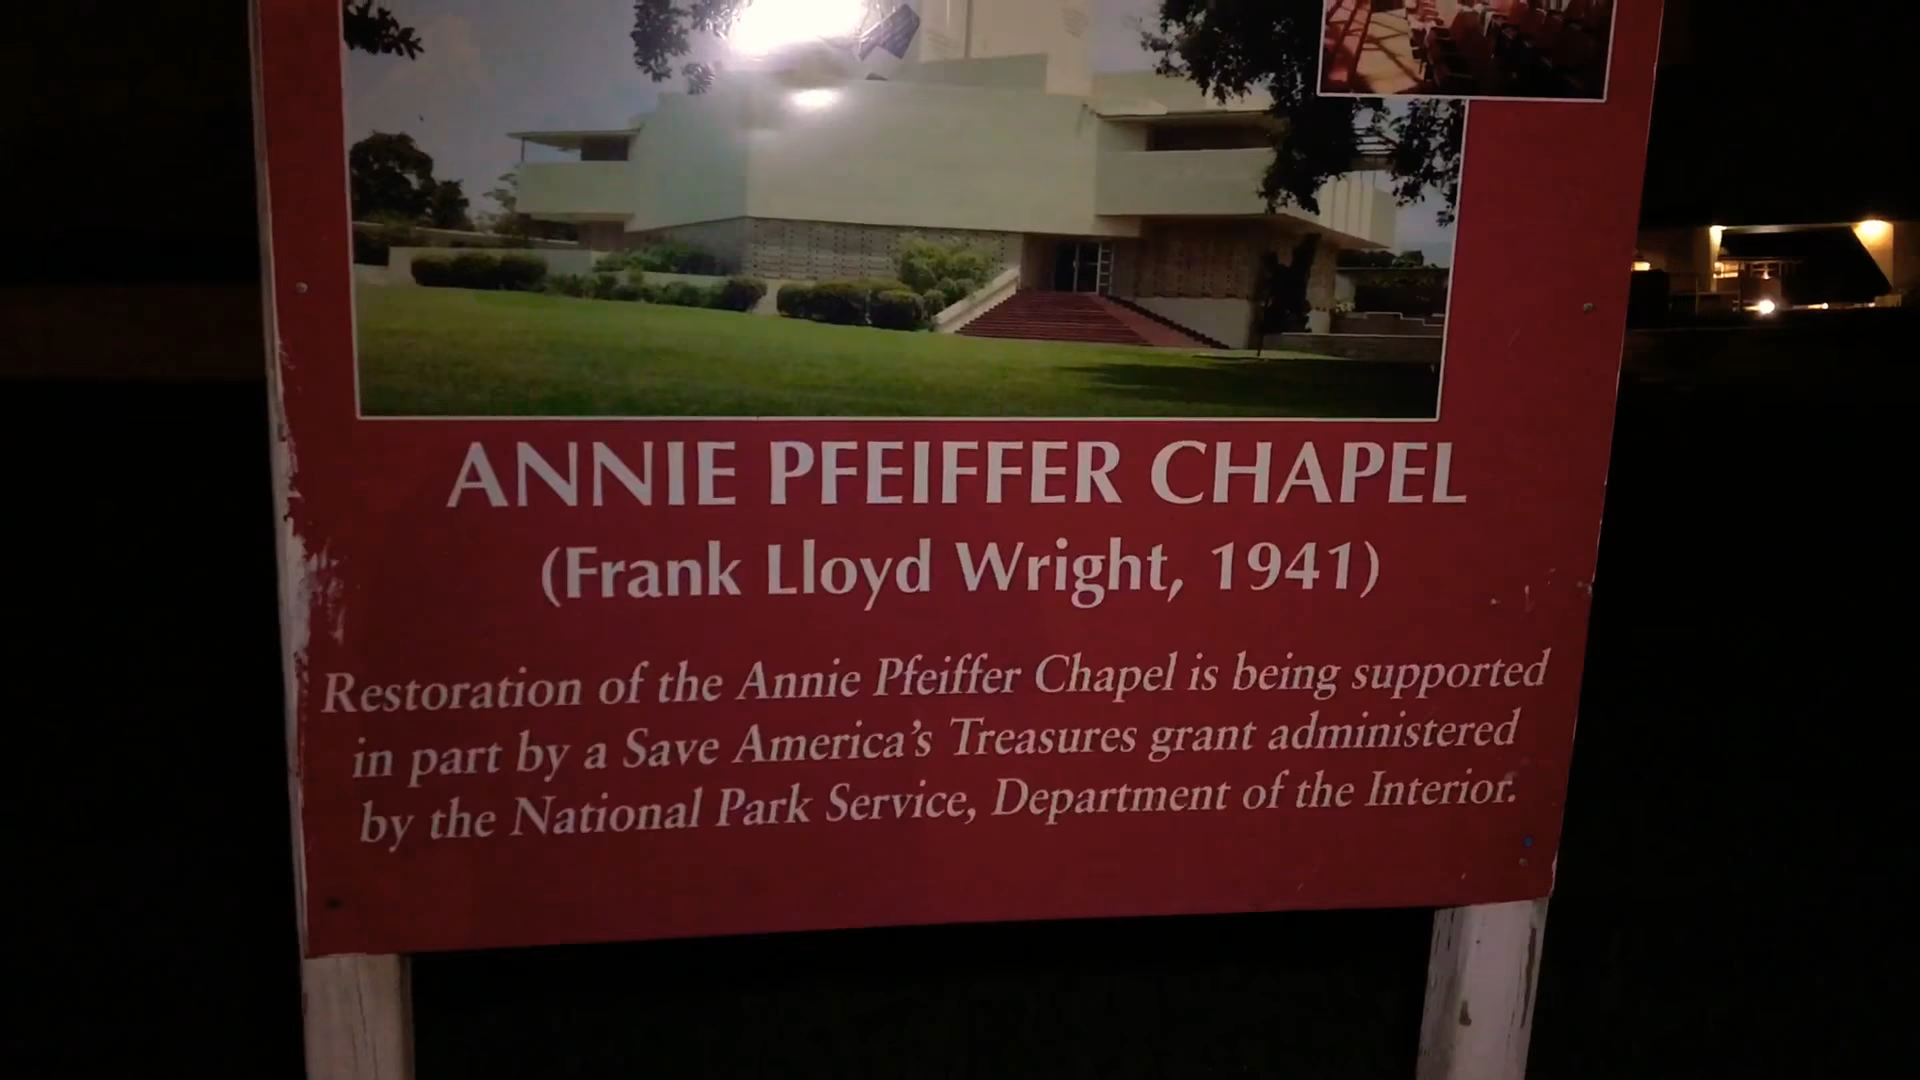 ANNIE PFEIFFER CHAPEL
(Frank Lloyd Wright, 1941)
Restoration of the Annie Pfeiffer Chapel is being supported
in part by a Save America's Treasures grant administered
by the National Park Service, Department of the Interior.